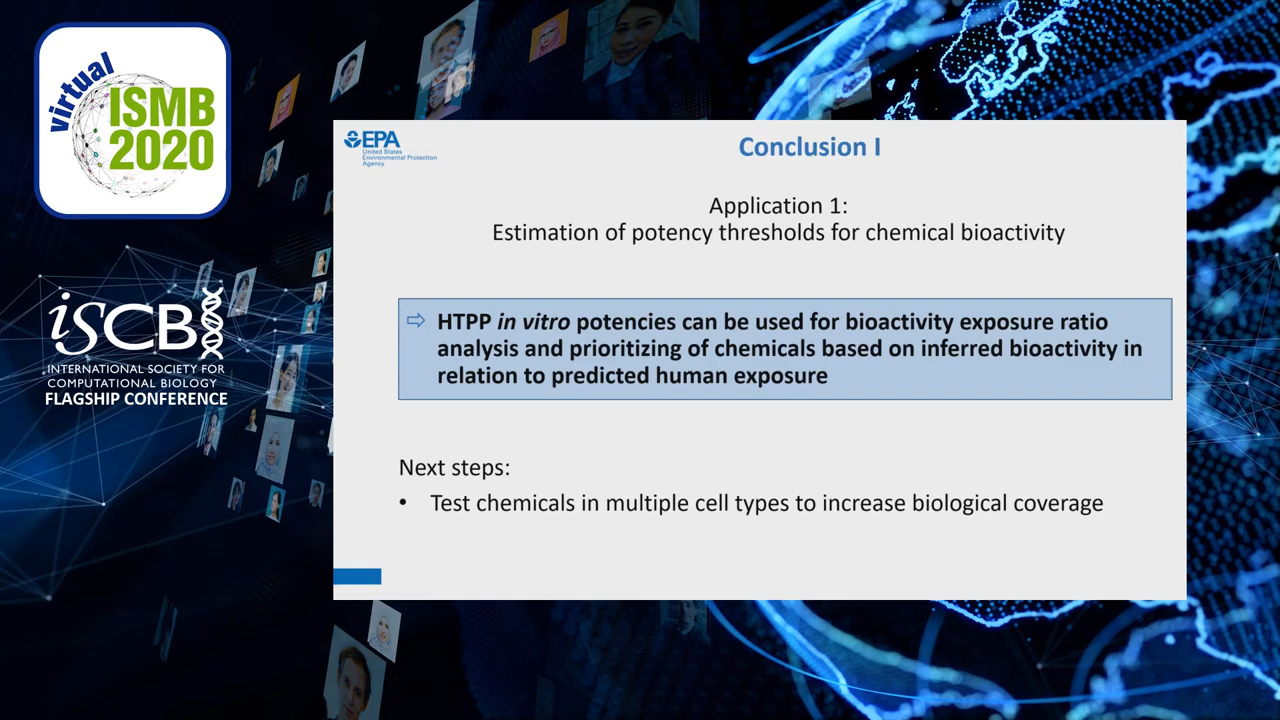 virtual
ISMB
2020
iSCB
INTERNATIONAL SOCIETY FOR
COMPUTATIONAL BIOLOGY
FLAGSHIP CONFERENCE
EPA
United States
Environmental Protection
Agency
Conclusion I
Application 1:
Estimation of potency thresholds for chemical bioactivity
⇨ HTPP in vitro potencies can be used for bioactivity exposure ratio
analysis and prioritizing of chemicals based on inferred bioactivity in
relation to predicted human exposure
Next steps:
• Test chemicals in multiple cell types to increase biological coverage